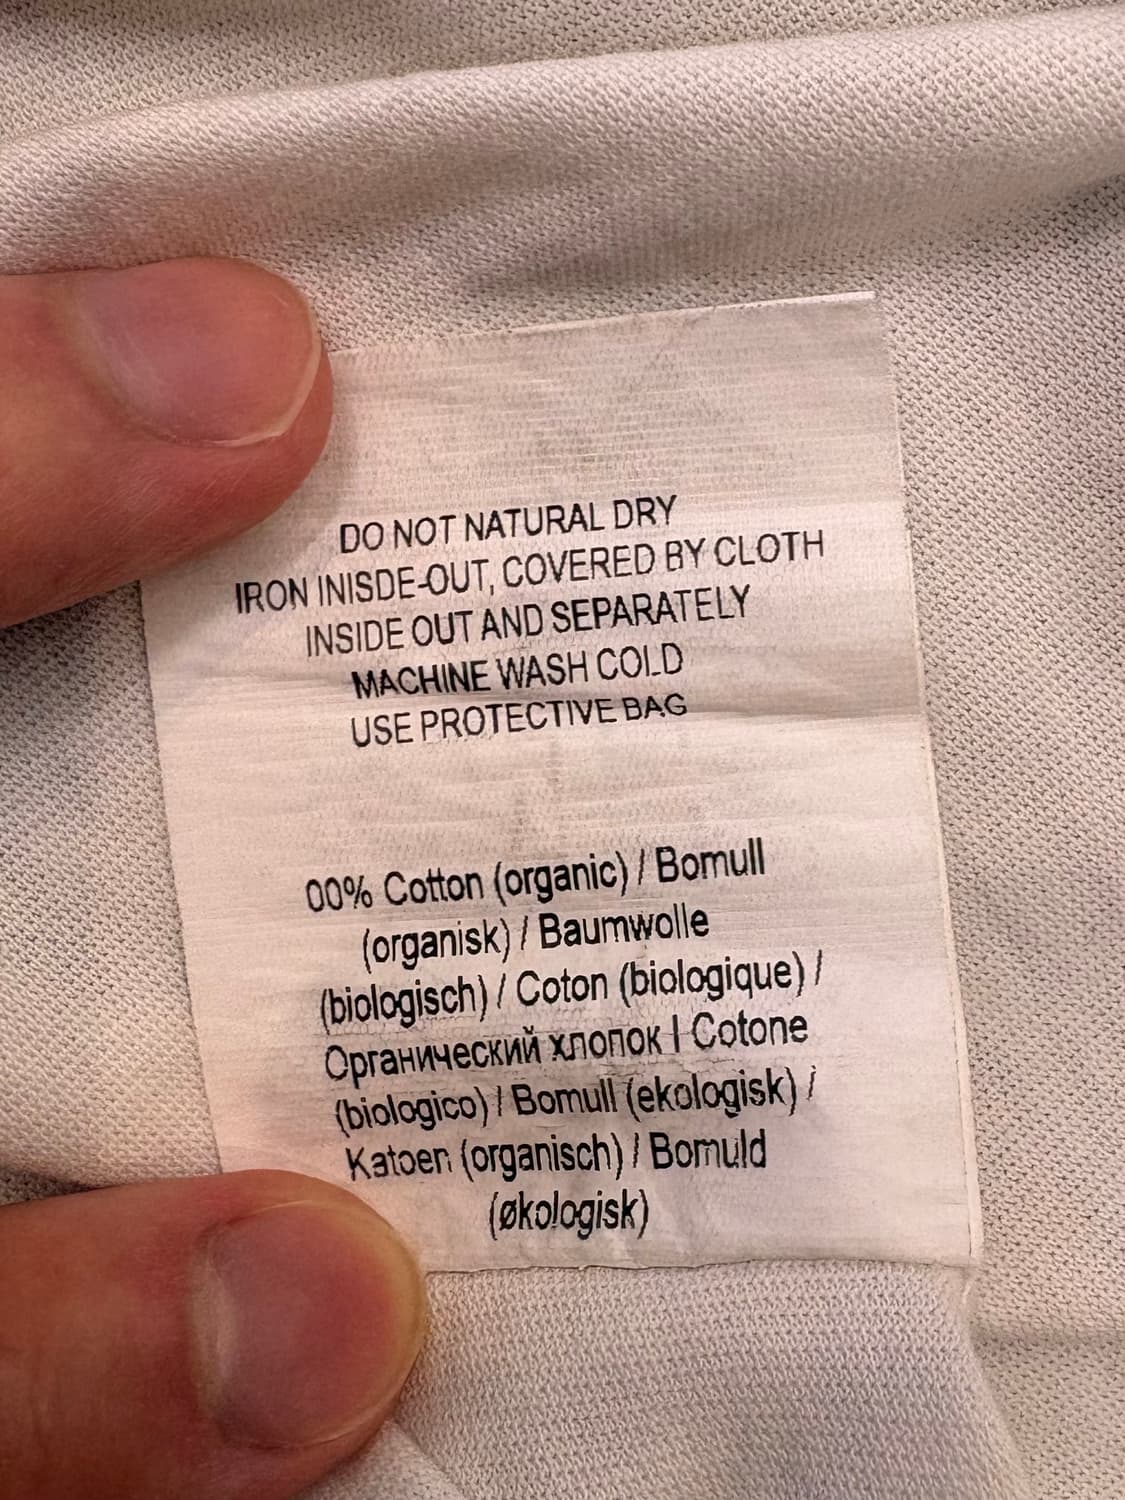 DO NOT NATURAL DRY
IRON INISDE-OUT, COVERED BY CLOTH
INSIDE OUT AND SEPARATELY
MACHINE WASH COLD
USE PROTECTIVE BAG
00% Cotton (organic) / Bomull
(organisk) / Baumwolle
(biologisch) / Coton (biologique) /
Органический хлопок / Cotone
(biologico) / Bomull (ekologisk) /
Katoen (organisch) / Bomuld
(økologisk)